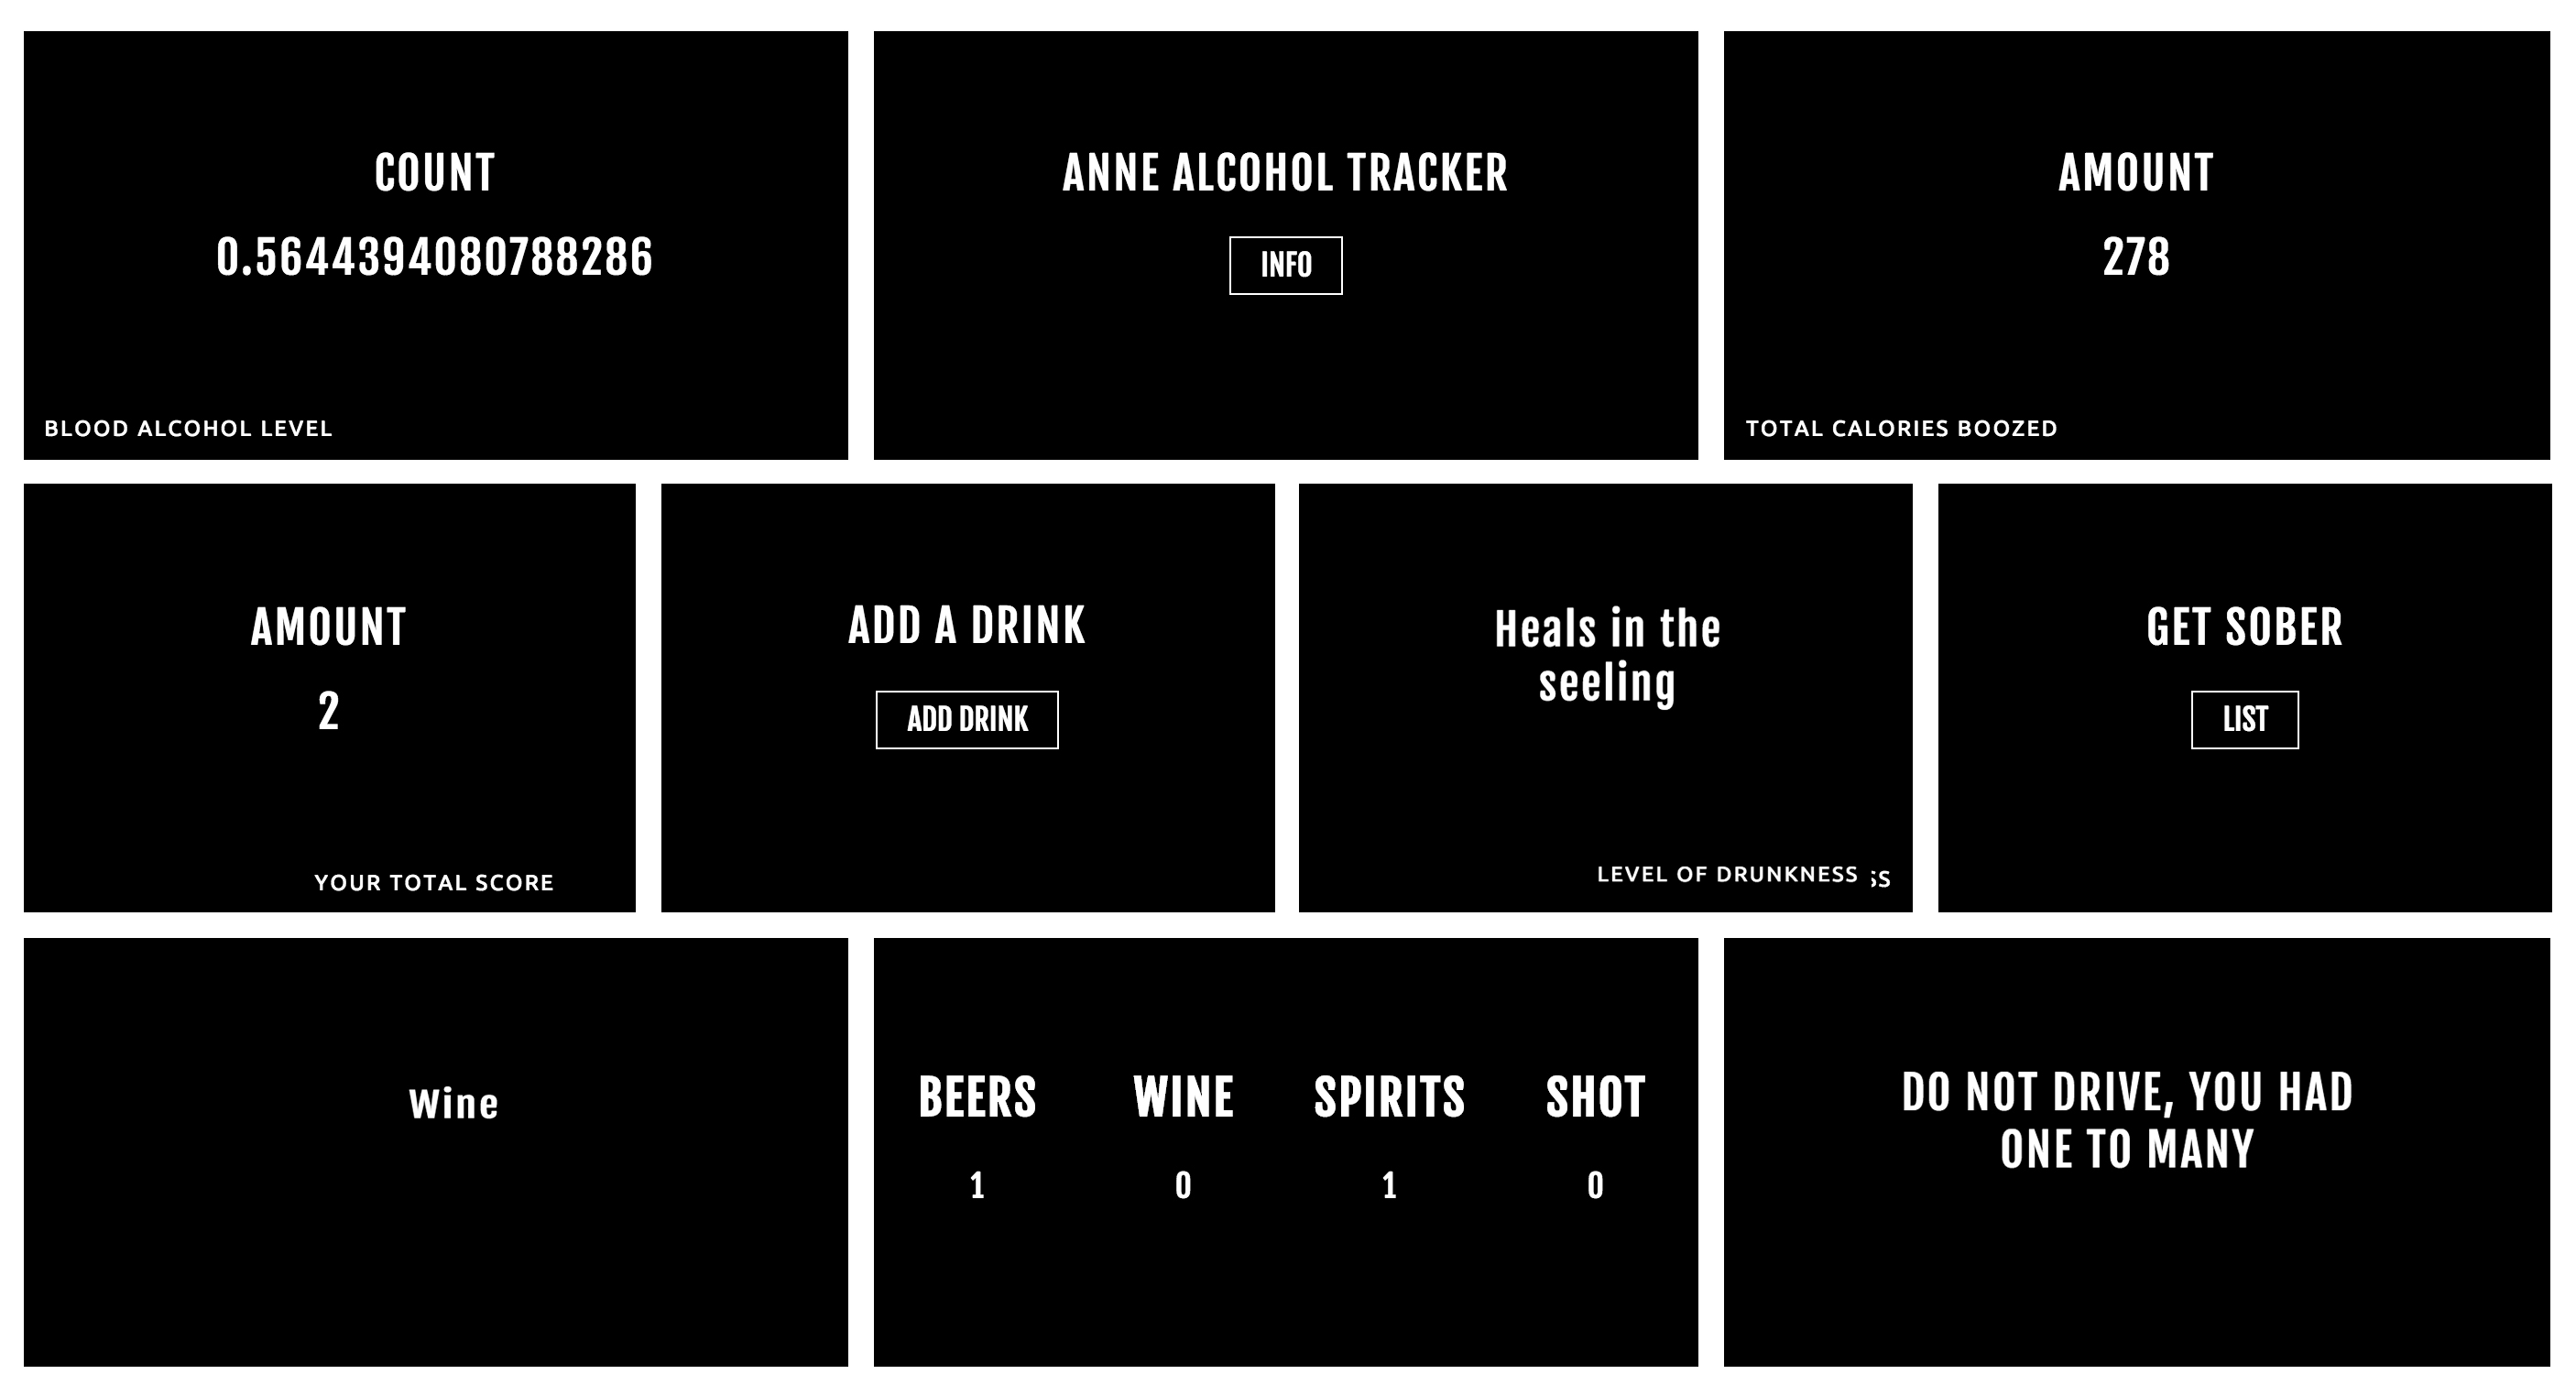 COUNT
0.5644394080788286
BLOOD ALCOHOL LEVEL
ANNE ALCOHOL TRACKER
INFO
AMOUNT
278
TOTAL CALORIES BOOZED
AMOUNT
2
YOUR TOTAL SCORE
ADD A DRINK
ADD DRINK
Heals in the
seeling
LEVEL OF DRUNKNESS
GET SOBER
LIST
Wine
BEERS WINE SPIRITS SHOT
1 0 1 0
DO NOT DRIVE, YOU HAD
ONE TO MANY